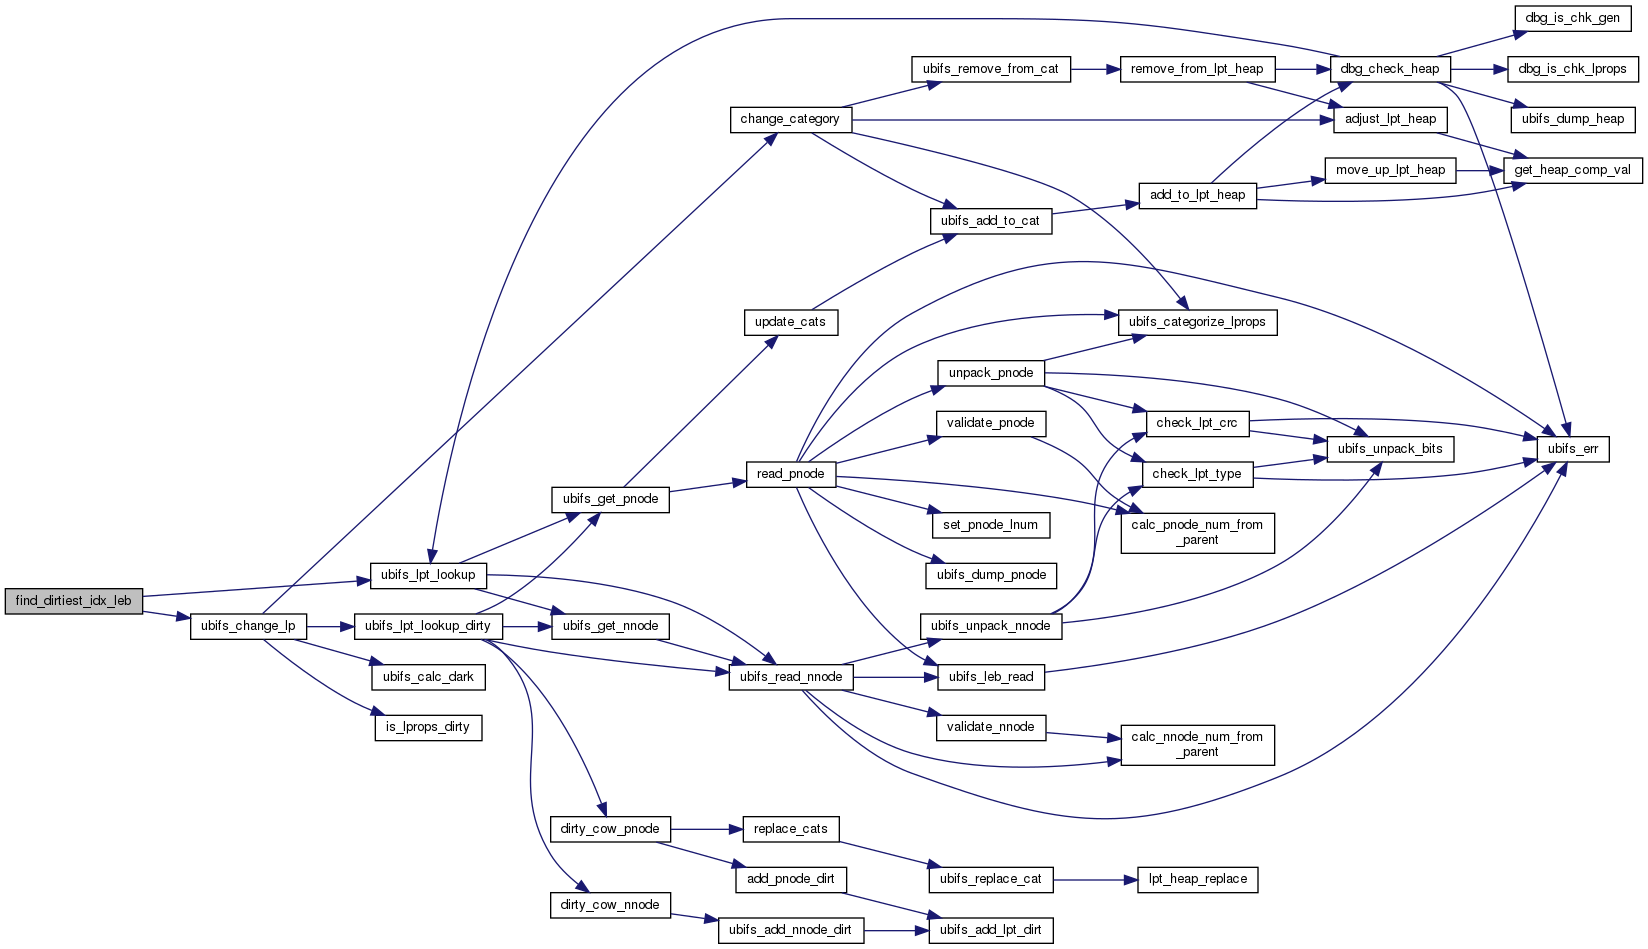 dbg_is_chk_gen
ubifs_remove_from_cat
remove_from_lpt_heap
dbg_check_heap
dbg_is_chk_lprops
change_category
adjust_lpt_heap
ubifs_dump_heap
move_up_lpt_heap
get_heap_comp_val
add_to_lpt_heap
ubifs_add_to_cat
update_cats
ubifs_categorize_lprops
unpack_pnode
validate_pnode
check_lpt_crc
ubifs_unpack_bits
ubifs_err
read_pnode
check_lpt_type
ubifs_get_pnode
set_pnode_lnum
calc_pnode_num_from
_parent
ubifs_lpt_lookup
ubifs_dump_pnode
find_dirtiest_idx_leb
ubifs_change_lp
ubifs_lpt_lookup_dirty
ubifs_get_nnode
ubifs_unpack_nnode
ubifs_calc_dark
ubifs_read_nnode
ubifs_leb_read
is_lprops_dirty
validate_nnode
calc_nnode_num_from
_parent
dirty_cow_pnode
replace_cats
add_pnode_dirt
ubifs_replace_cat
lpt_heap_replace
dirty_cow_nnode
ubifs_add_nnode_dirt
ubifs_add_lpt_dirt